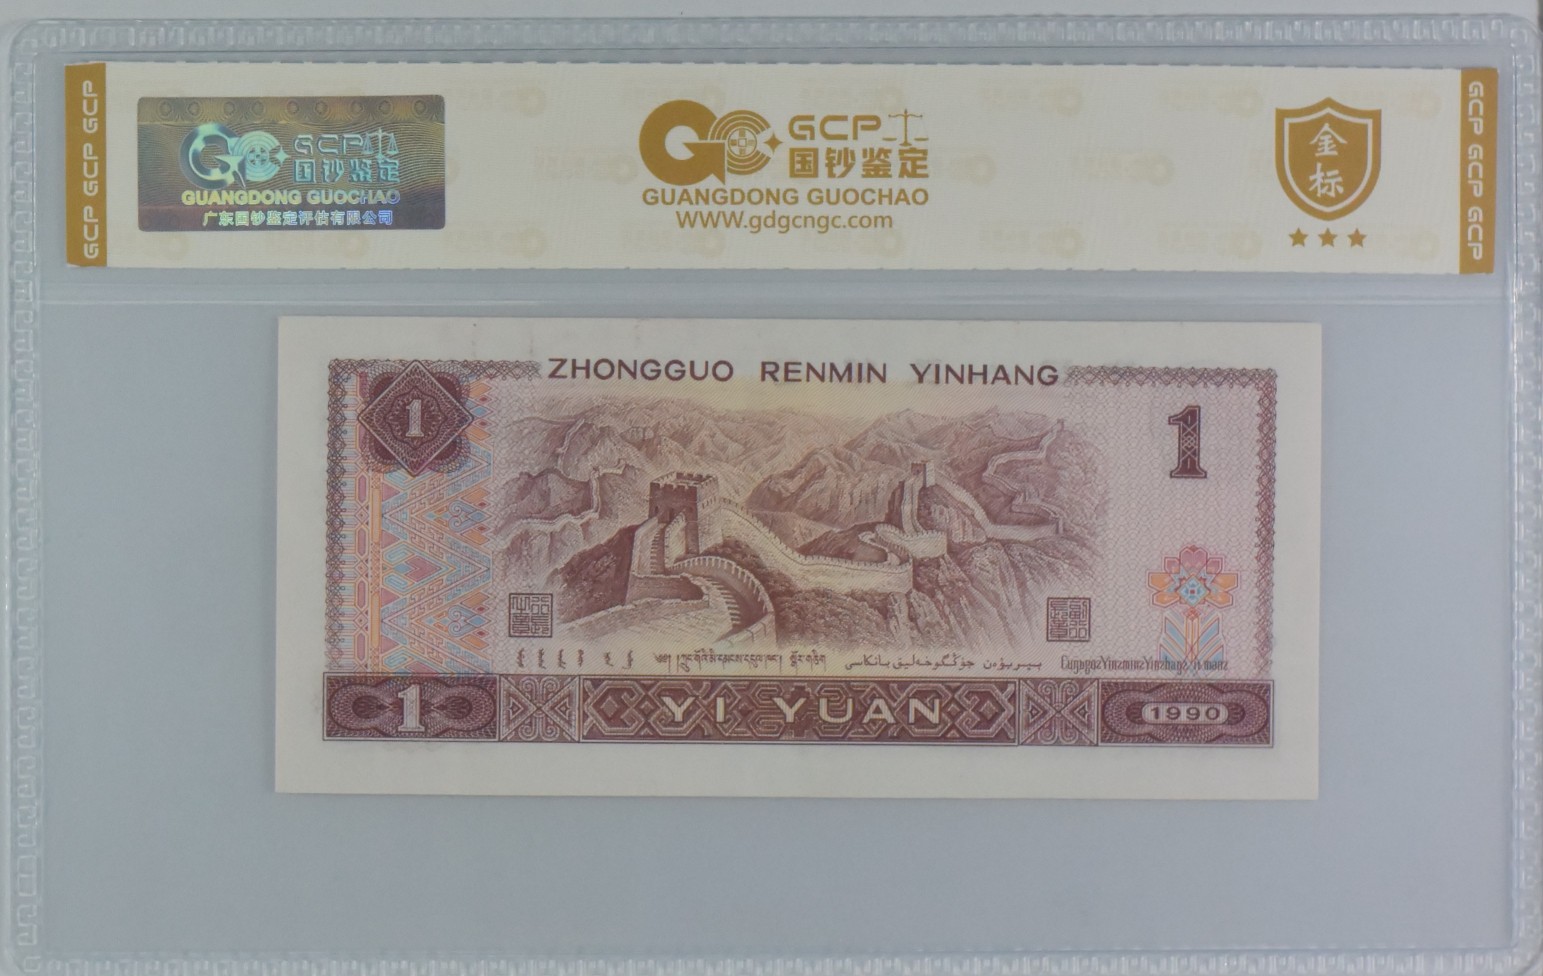 GCP GCP GCP
GCP
国钞鉴定
GUANGDONG GUOCHAO
广东国钞鉴定评估有限公司
GCP
国钞鉴定
GUANGDONG GUOCHAO
WWW.gdgcngc.com
金标
GCP GCP GCP
ZHONGGUO RENMIN YINHANG
1
1
1 YI YUAN 1990